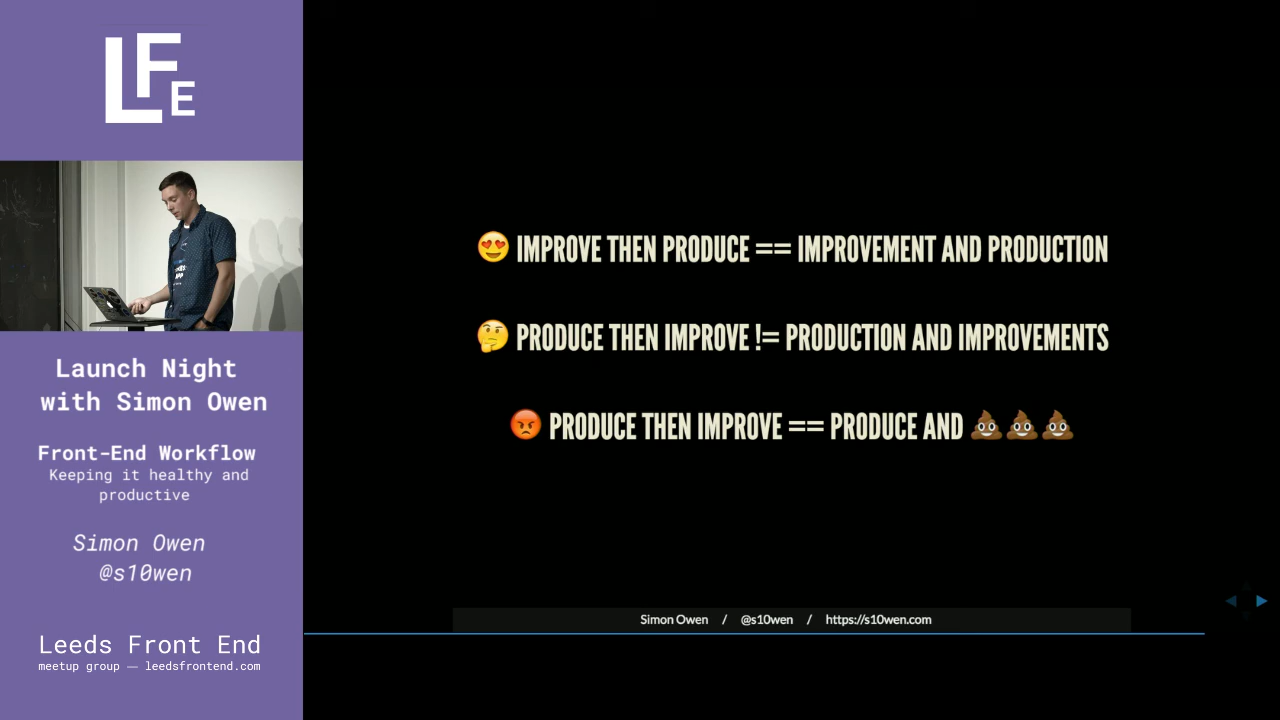 LFE
Launch Night
with Simon Owen
Front-End Workflow
Keeping it healthy and
productive
Simon Owen
@s10wen
Leeds Front End
meetup group — leedsfrontend.com
😍 IMPROVE THEN PRODUCE == IMPROVEMENT AND PRODUCTION
🤔 PRODUCE THEN IMPROVE != PRODUCTION AND IMPROVEMENTS
😡 PRODUCE THEN IMPROVE == PRODUCE AND 💩💩💩
Simon Owen / @s10wen / https://s10wen.com